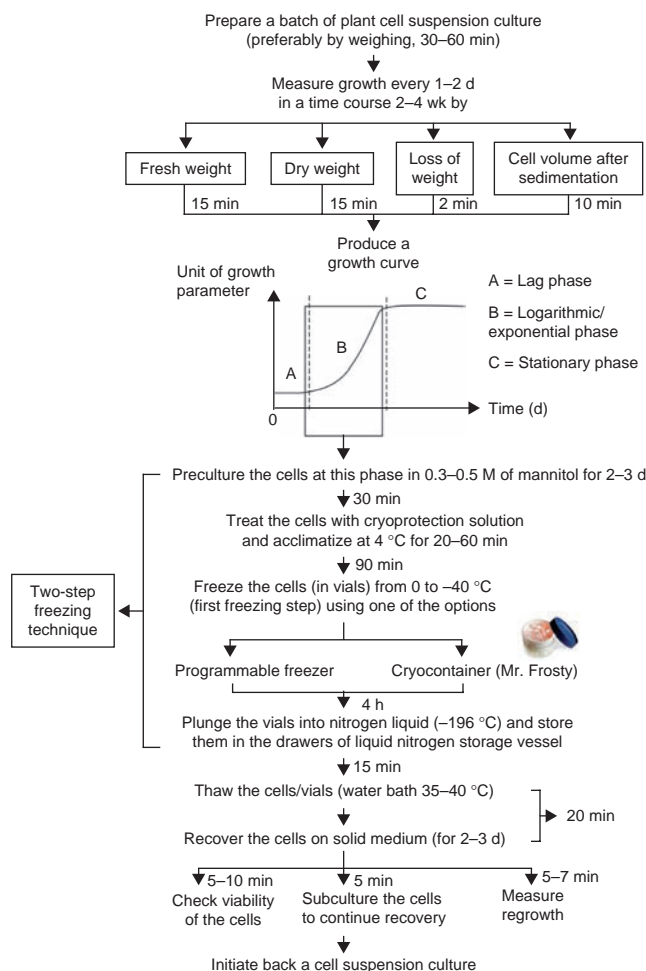 Prepare a batch of plant cell suspension culture
(preferably by weighing, 30–60 min)
Measure growth every 1–2 d
in a time course 2–4 wk by
Fresh weight
Dry weight
Loss of
weight
Cell volume after
sedimentation
15 min
15 min
2 min
10 min
Produce a
growth curve
Unit of growth
parameter
A
B
C
0
Time (d)
A = Lag phase
B = Logarithmic/
exponential phase
C = Stationary phase
Preculture the cells at this phase in 0.3–0.5 M of mannitol for 2–3 d
30 min
Treat the cells with cryoprotection solution
and acclimatize at 4 °C for 20–60 min
90 min
Freeze the cells (in vials) from 0 to –40 °C
(first freezing step) using one of the options
Two-step
freezing
technique
Programmable freezer
Cryocontainer (Mr. Frosty)
4 h
Plunge the vials into nitrogen liquid (–196 °C) and store
them in the drawers of liquid nitrogen storage vessel
15 min
Thaw the cells/vials (water bath 35–40 °C)
20 min
Recover the cells on solid medium (for 2–3 d)
5–10 min
Check viability
of the cells
5 min
Subculture the cells
to continue recovery
5–7 min
Measure
regrowth
Initiate back a cell suspension culture